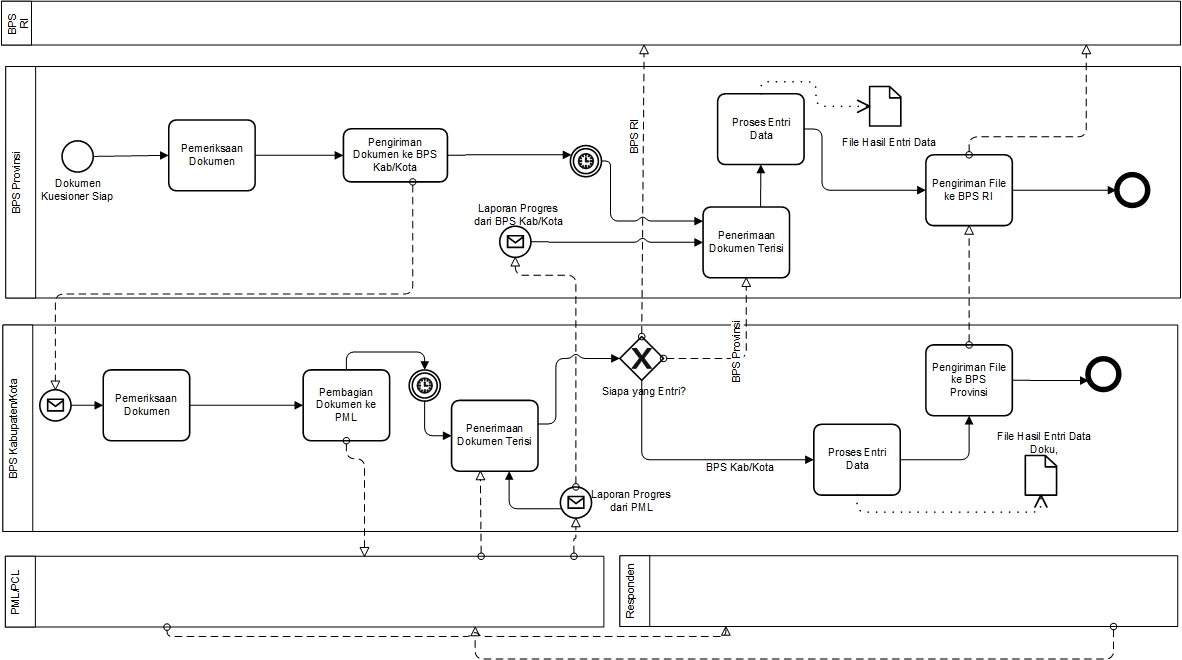 BPS
RI
BPS Provinsi
Dokumen
Kuesioner Siap
Pemeriksaan
Dokumen
Pengiriman
Dokumen ke BPS
Kab/Kota
Laporan Progres
dari BPS Kab/Kota
BPS RI
Proses Entri
Data
File Hasil Entri Data
Penerimaan
Dokumen Terisi
Pengiriman File
ke BPS RI
BPS Kabupaten/Kota
Pemeriksaan
Dokumen
Pembagian
Dokumen ke
PML
Penerimaan
Dokumen Terisi
Laporan Progres
dari PML
Siapa yang Entri?
BPS Provinsi
BPS Kab/Kota
Proses Entri
Data
Pengiriman File
ke BPS
Provinsi
File Hasil Entri Data
Doku,
PML/PCL
Responden